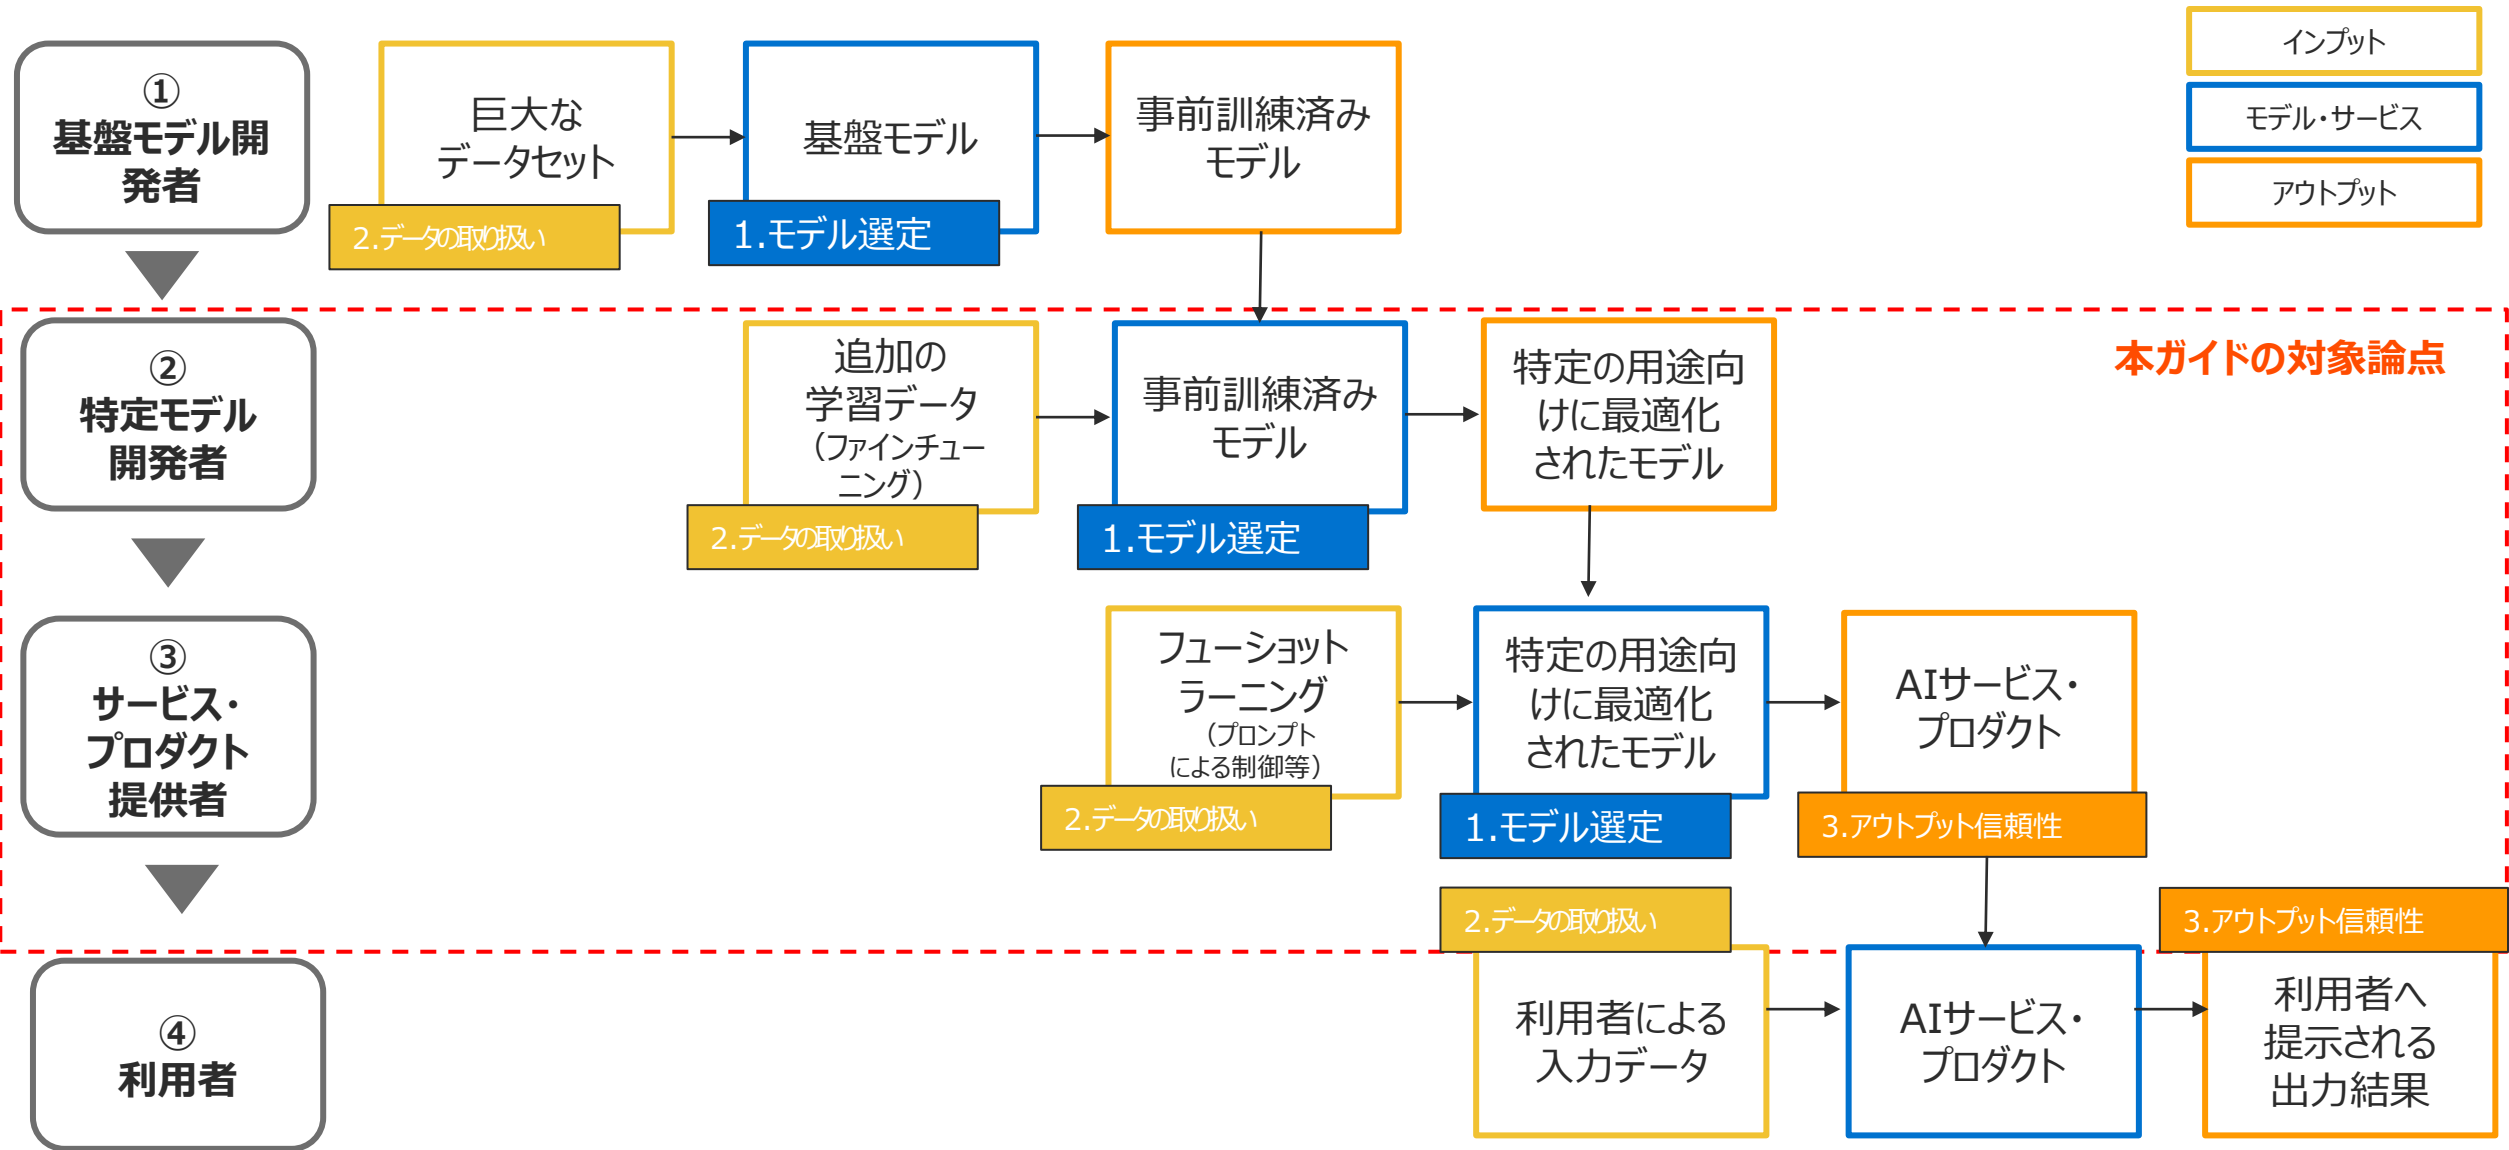 ①
基盤モデル開
発者
巨大な
データセット
2.データの取り扱い
基盤モデル
1.モデル選定
事前訓練済み
モデル
インプット
モデル・サービス
アウトプット
本ガイドの対象論点
②
特定モデル
開発者
追加の
学習データ
（ファインチュー
ニング）
2.データの取り扱い
事前訓練済み
モデル
1.モデル選定
特定の用途向
けに最適化
されたモデル
③
サービス・
プロダクト
提供者
フューショット
ラーニング
（プロンプト
による制御等）
2.データの取り扱い
特定の用途向
けに最適化
されたモデル
1.モデル選定
AIサービス・
プロダクト
3.アウトプット信頼性
④
利用者
2.データの取り扱い
利用者による
入力データ
AIサービス・
プロダクト
3.アウトプット信頼性
利用者へ
提示される
出力結果